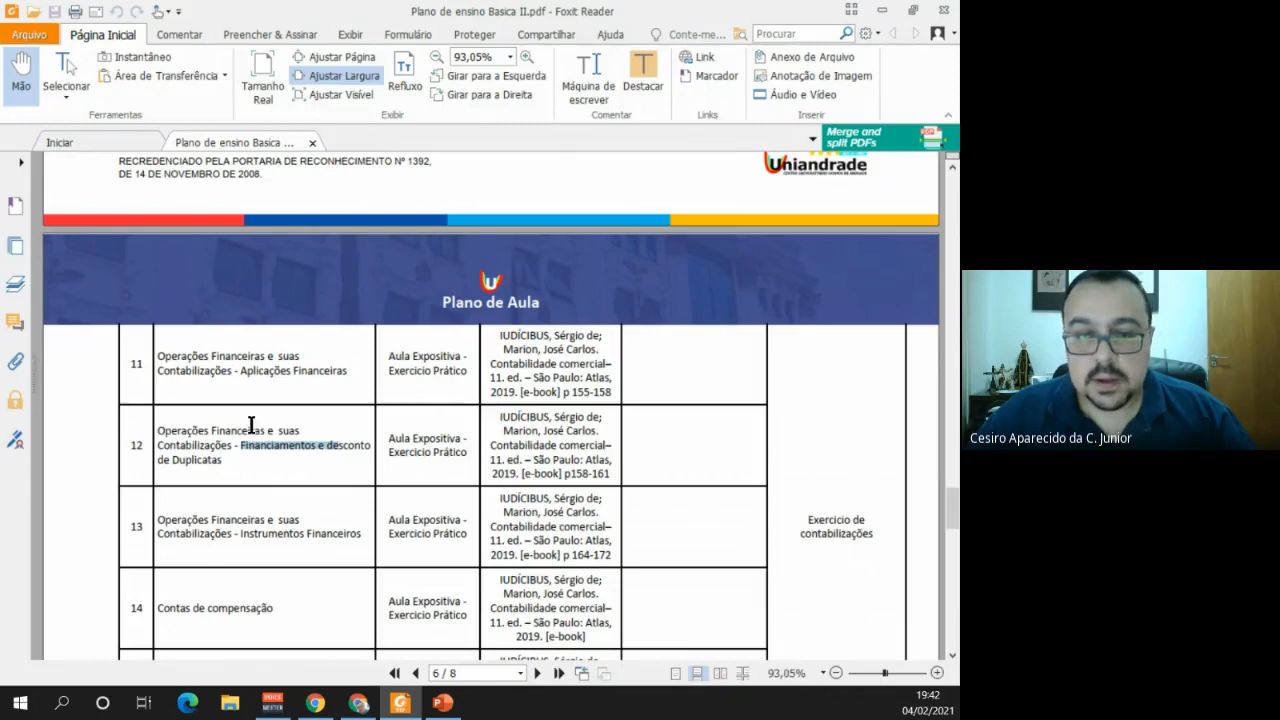 Plano de ensino Basica II.pdf - Foxit Reader
Arquivo
Página Inicial
Comentar
Preencher & Assinar
Exibir
Formulário
Proteger
Compartilhar
Ajuda
Conte-me...
Procurar
Mão
Selecionar
Instantâneo
Área de Transferência
Ferramentas
Tamanho
Real
Ajustar Página
Ajustar Largura
Ajustar Visível
Refluxo
93,05%
Girar para a Esquerda
Girar para a Direita
Exibir
Máquina de
escrever
Destacar
Comentar
Link
Marcador
Links
Anexo de Arquivo
Anotação de Imagem
Áudio e Vídeo
Inserir
Iniciar
Plano de ensino Basica ...
Merge and
split PDFs
RECREDENCIADO PELA PORTARIA DE RECONHECIMENTO Nº 1392,
DE 14 DE NOVEMBRO DE 2008.
Uniandrade
Plano de Aula
11
Operações Financeiras e suas
Contabilizações - Aplicações Financeiras
Aula Expositiva -
Exercicio Prático
IUDÍCIBUS, Sérgio de;
Marion, José Carlos.
Contabilidade comercial–
11. ed. – São Paulo: Atlas,
2019. [e-book] p 155-158
12
Operações Financeiras e suas
Contabilizações - Financiamentos e desconto
de Duplicatas
Aula Expositiva -
Exercicio Prático
IUDÍCIBUS, Sérgio de;
Marion, José Carlos.
Contabilidade comercial–
11. ed. – São Paulo: Atlas,
2019. [e-book] p158-161
13
Operações Financeiras e suas
Contabilizações - Instrumentos Financeiros
Aula Expositiva -
Exercicio Prático
IUDÍCIBUS, Sérgio de;
Marion, José Carlos.
Contabilidade comercial–
11. ed. – São Paulo: Atlas,
2019. [e-book] p 164-172
Exercicio de
contabilizações
14
Contas de compensação
Aula Expositiva -
Exercicio Prático
IUDÍCIBUS, Sérgio de;
Marion, José Carlos.
Contabilidade comercial–
11. ed. – São Paulo: Atlas,
2019. [e-book]
6 / 8
93,05%
19:42
04/02/2021
Cesiro Aparecido da C. Junior